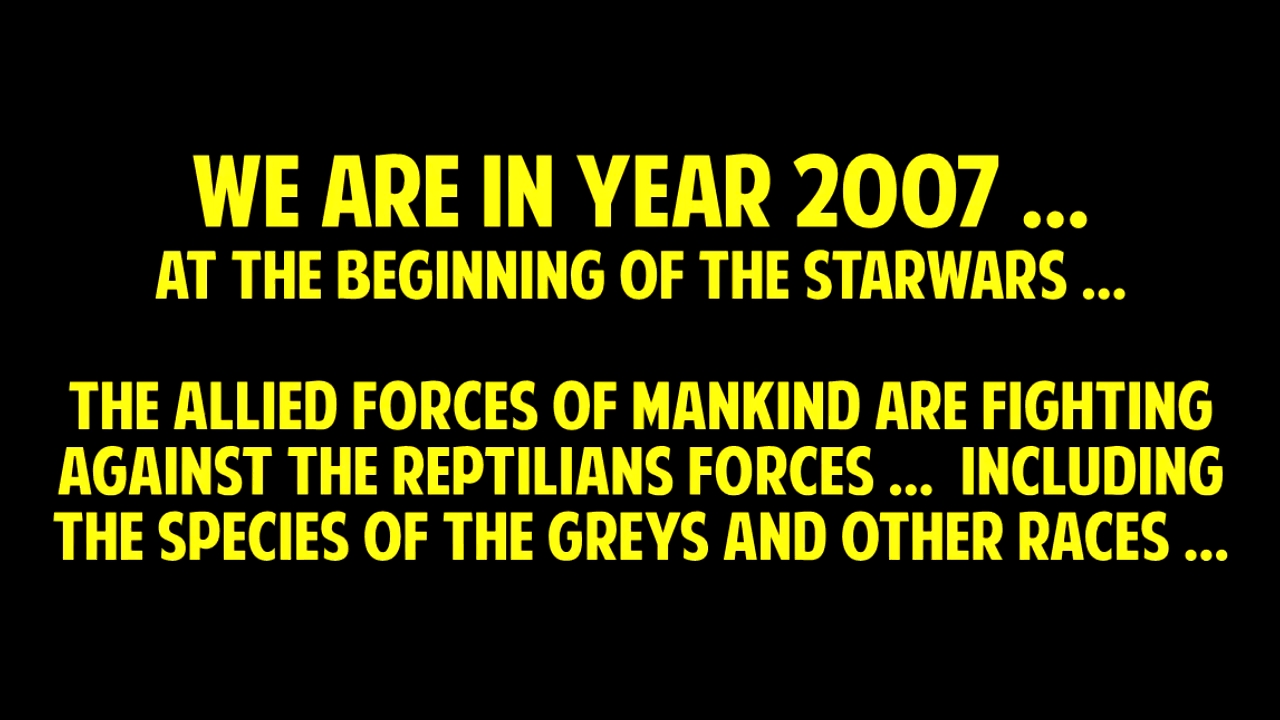 WE ARE IN YEAR 2007 ...
AT THE BEGINNING OF THE STARWARS ...
THE ALLIED FORCES OF MANKIND ARE FIGHTING
AGAINST THE REPTILIANS FORCES ... INCLUDING
THE SPECIES OF THE GREYS AND OTHER RACES ...